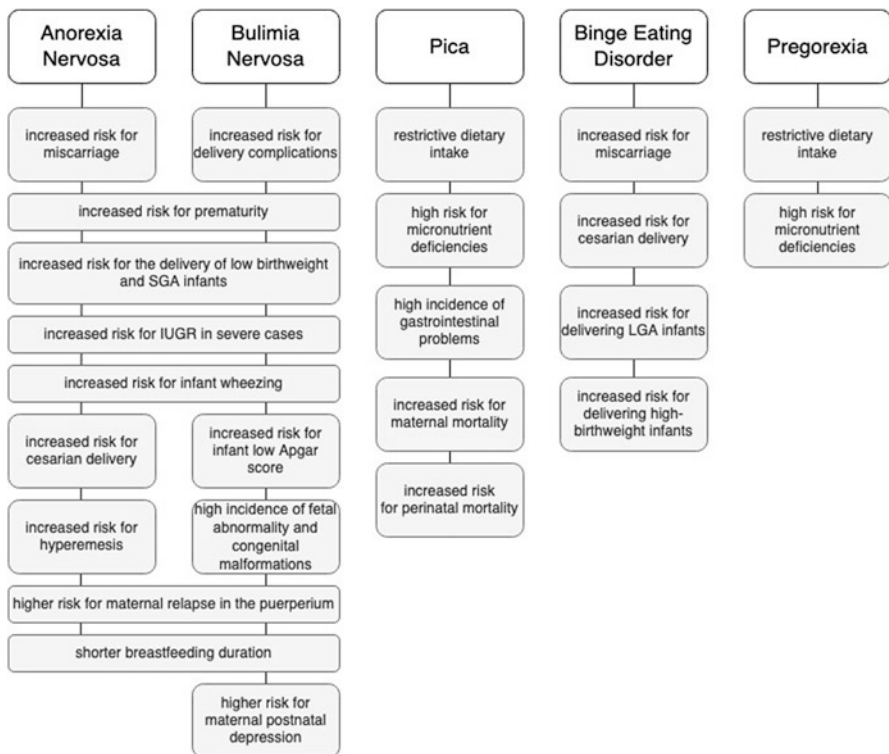 Anorexia
Nervosa
Bulimia
Nervosa
Pica
Binge Eating
Disorder
Pregorexia
increased risk for
miscarriage
increased risk for
delivery complications
restrictive dietary
intake
increased risk for
miscarriage
restrictive dietary
intake
increased risk for prematurity
high risk for
micronutrient
deficiencies
increased risk for
cesarian delivery
high risk for
micronutrient
deficiencies
increased risk for the delivery of low birthweight
and SGA infants
high incidence of
gastrointestinal
problems
increased risk for
delivering LGA infants
increased risk for IUGR in severe cases
increased risk for infant wheezing
increased risk for
maternal mortality
increased risk for
delivering high-
birthweight infants
increased risk for
cesarian delivery
increased risk for
infant low Apgar
score
increased risk
for perinatal mortality
increased risk for
hyperemesis
high incidence of fetal
abnormality and
congenital
malformations
higher risk for maternal relapse in the puerperium
shorter breastfeeding duration
higher risk for
maternal postnatal
depression